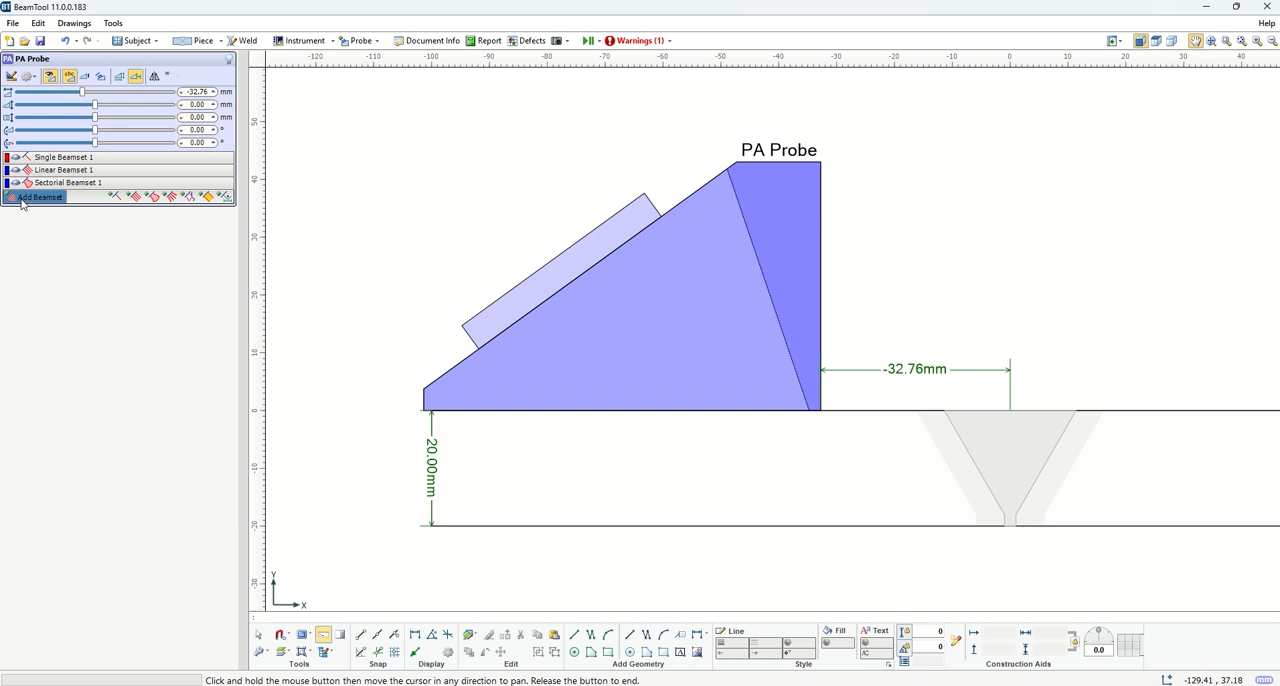 BT BeamTool 11.0.0.183
File Edit Drawings Tools Help
Subject Piece Weld Instrument Probe Document Info Report Defects Warnings (1)
PA PA Probe
-32.76 mm
0.00 mm
0.00 mm
0.00 °
0.00 °
Single Beamset 1
Linear Beamset 1
Sectorial Beamset 1
Add Beamset
-120 -110 -100 -90 -80 -70 -60 -50 -40 -30 -20 -10 0 10 20 30 40
50
40
30
20
10
0
-10
-20
-30
PA Probe
-32.76mm
20.00mm
Y
X
:
Line Fill Text 0
0 0.0
Tools Snap Display Edit Add Geometry Style Construction Aids
Click and hold the mouse button then move the cursor in any direction to pan. Release the button to end.
-129.41 , 37.18